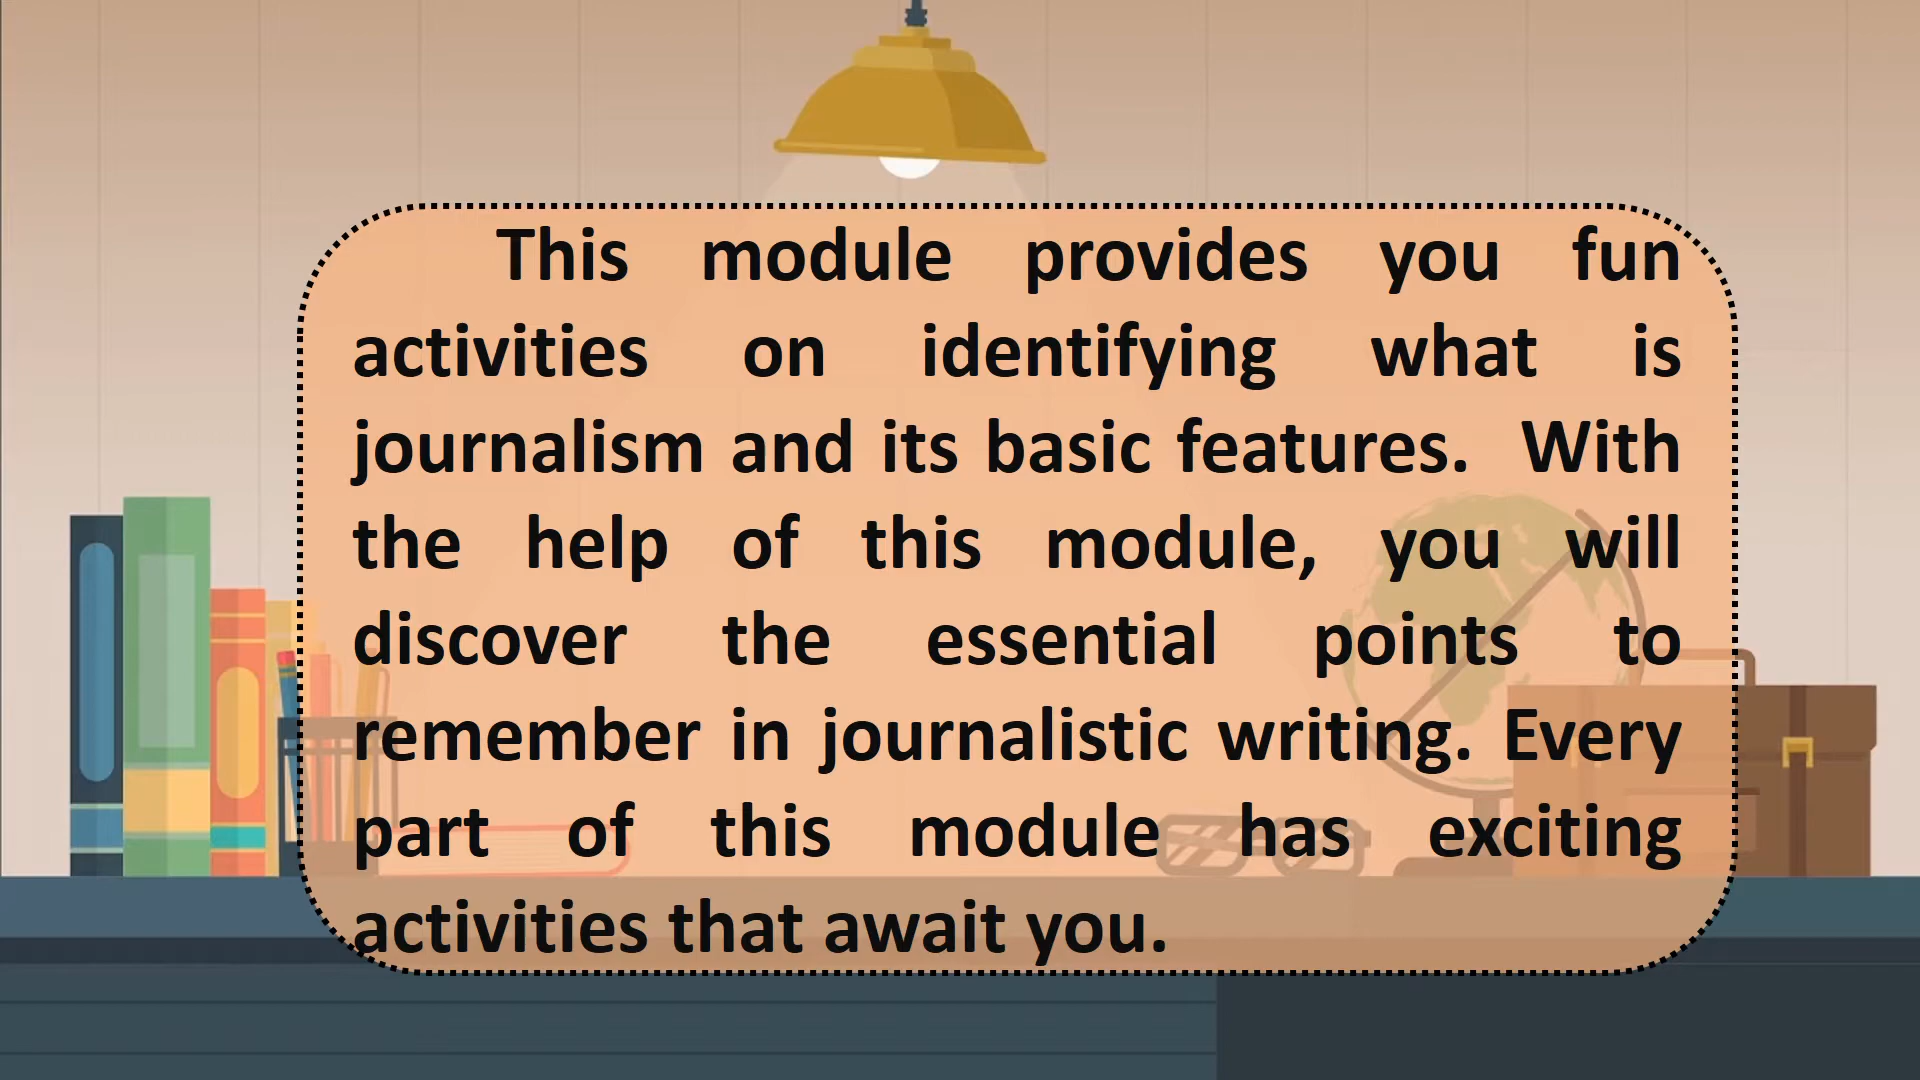 This module provides you fun
activities on identifying what is
journalism and its basic features. With
the help of this module, you will
discover the essential points to
remember in journalistic writing. Every
part of this module has exciting
activities that await you.